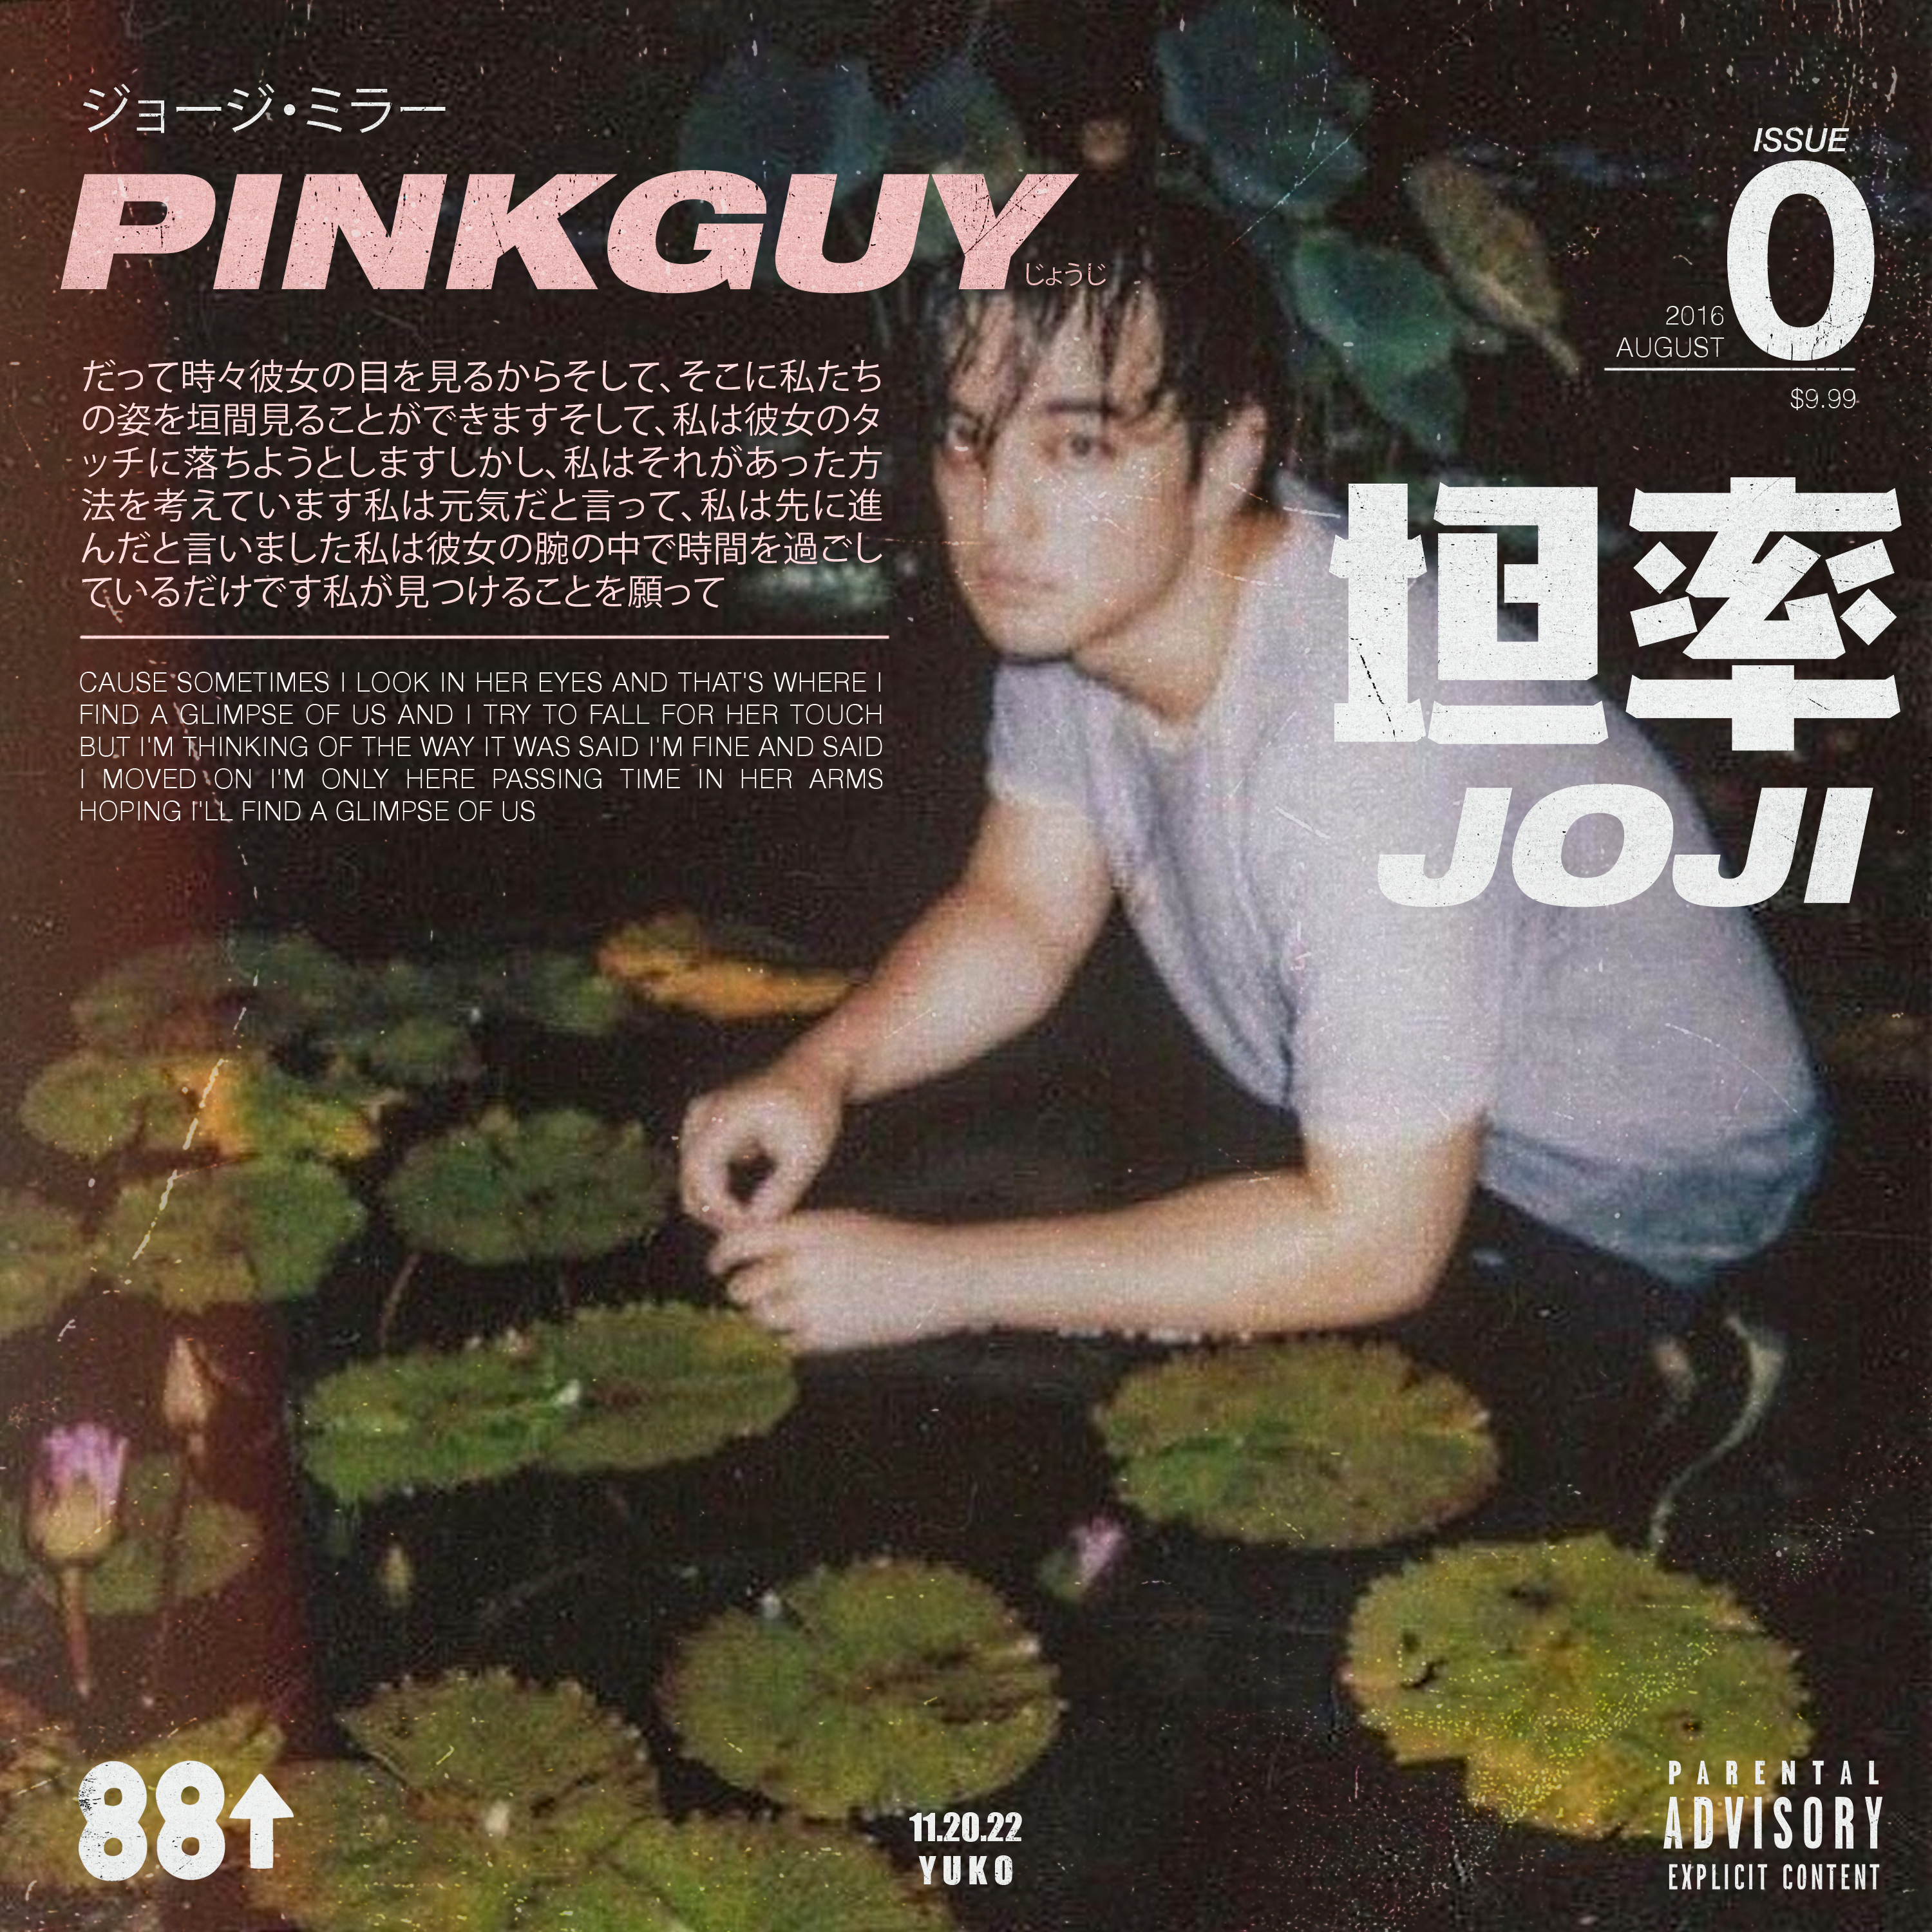 ジョージ・ミラー
PINKGUY
じょうじ
ISSUE
0
2016
AUGUST
$9.99
だって時々彼女の目を見るからそして、そこに私たち
の姿を垣間見ることができますそして、私は彼女のタ
ッチに落ちようとしますしかし、私はそれがあった方
法を考えています私は元気だと言って、私は先に進
んだと言いました私は彼女の腕の中で時間を過ごし
ているだけです私が見つけることを願って
CAUSE SOMETIMES I LOOK IN HER EYES AND THAT'S WHERE I
FIND A GLIMPSE OF US AND I TRY TO FALL FOR HER TOUCH
BUT I'M THINKING OF THE WAY IT WAS SAID I'M FINE AND SAID
I MOVED ON I'M ONLY HERE PASSING TIME IN HER ARMS
HOPING I'LL FIND A GLIMPSE OF US
坦率
JOJI
88↑
11.20.22
YUKO
PARENTAL
ADVISORY
EXPLICIT CONTENT